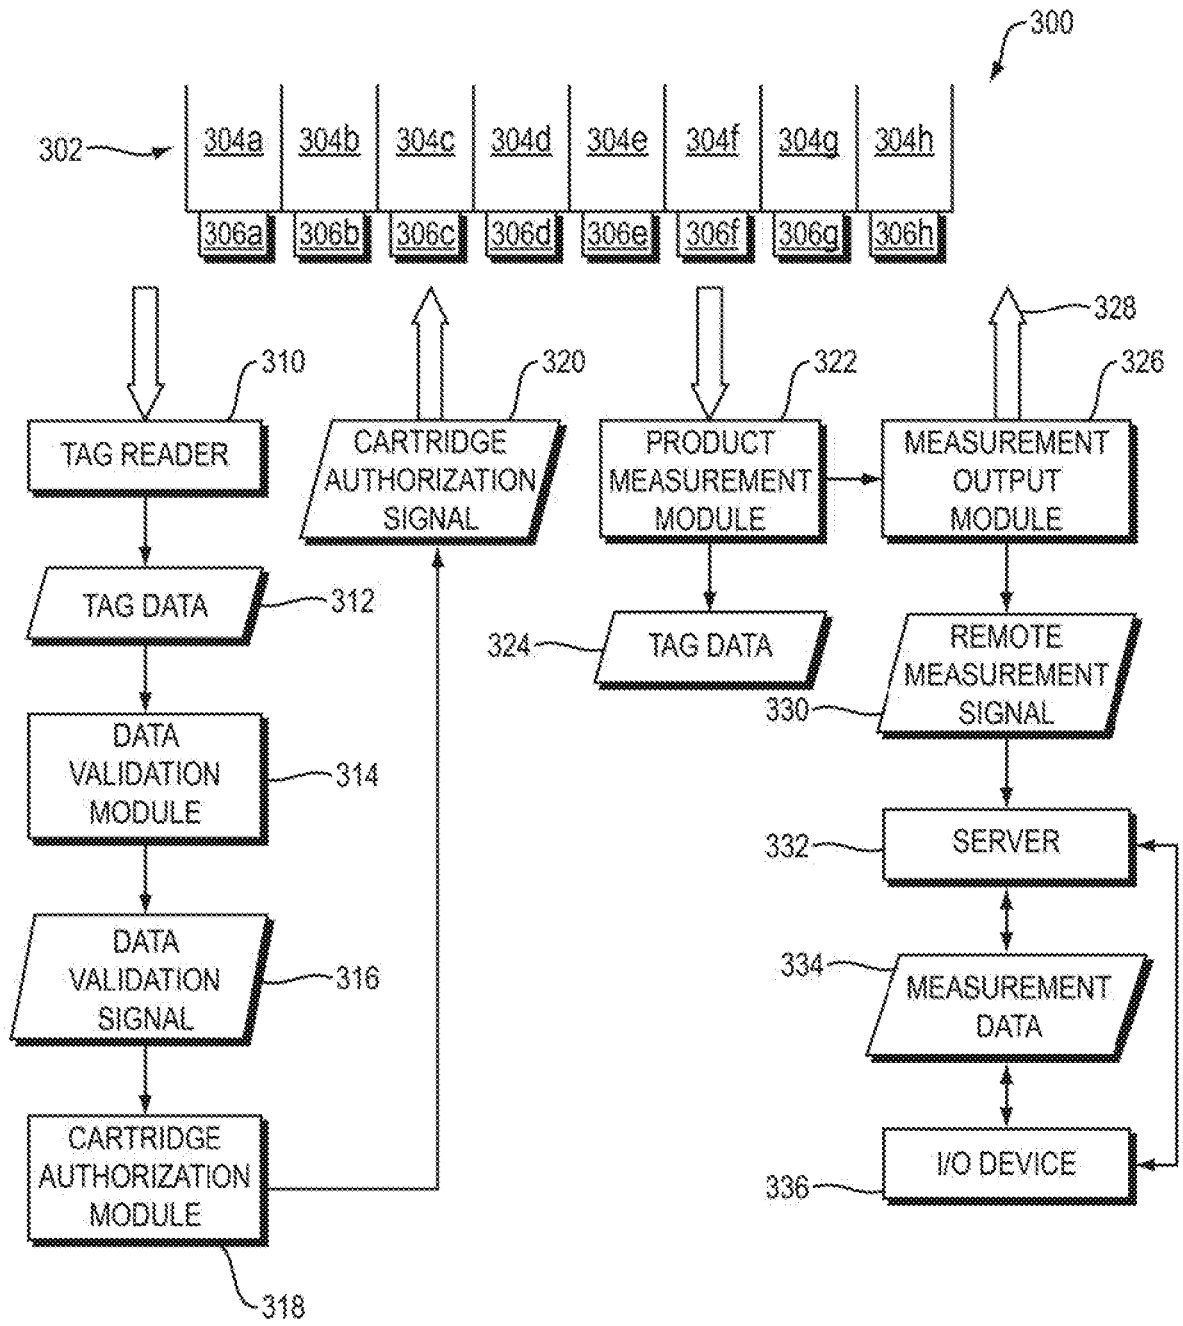 300
302
304a 304b 304c 304d 304e 304f 304g 304h
306a 306b 306c 306d 306e 306f 306g 306h
328
310
320
322
326
TAG READER
CARTRIDGE
AUTHORIZATION
SIGNAL
PRODUCT
MEASUREMENT
MODULE
MEASUREMENT
OUTPUT
MODULE
TAG DATA
312
324
TAG DATA
REMOTE
MEASUREMENT
SIGNAL
330
DATA
VALIDATION
MODULE
314
332
SERVER
DATA
VALIDATION
SIGNAL
316
334
MEASUREMENT
DATA
CARTRIDGE
AUTHORIZATION
MODULE
318
I/O DEVICE
336